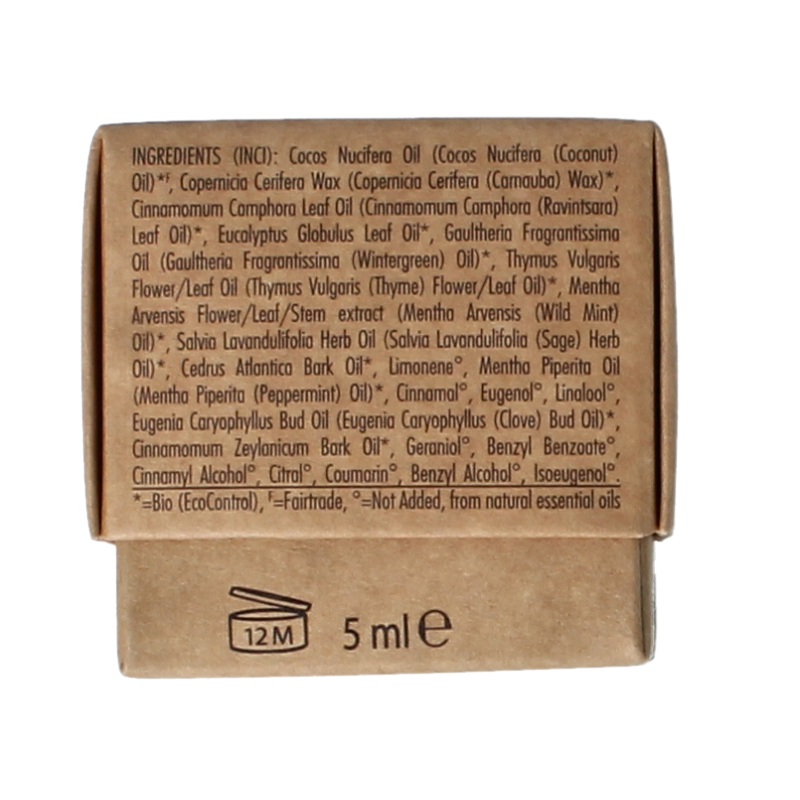 INGREDIENTS (INCI): Cocos Nucifera Oil (Cocos Nucifera (Coconut)
Oil)*ᶠ, Copernicia Cerifera Wax (Copernicia Cerifera (Carnauba) Wax)*,
Cinnamomum Camphora Leaf Oil (Cinnamomum Camphora (Ravintsara)
Leaf Oil)*, Eucalyptus Globulus Leaf Oil*, Gaultheria Fragrantissima
Oil (Gaultheria Fragrantissima (Wintergreen) Oil)*, Thymus Vulgaris
Flower/Leaf Oil (Thymus Vulgaris (Thyme) Flower/Leaf Oil)*, Mentha
Arvensis Flower/Leaf/Stem extract (Mentha Arvensis (Wild Mint)
Oil)*, Salvia Lavandulifolia Herb Oil (Salvia Lavandulifolia (Sage) Herb
Oil)*, Cedrus Atlantica Bark Oil*, Limonene°, Mentha Piperita Oil
(Mentha Piperita (Peppermint) Oil)*, Cinnamal°, Eugenol°, Linalool°,
Eugenia Caryophyllus Bud Oil (Eugenia Caryophyllus (Clove) Bud Oil)*,
Cinnamomum Zeylanicum Bark Oil*, Geraniol°, Benzyl Benzoate°,
Cinnamyl Alcohol°, Citral°, Coumarin°, Benzyl Alcohol°, Isoeugenol°.
*=Bio (EcoControl), ᶠ=Fairtrade, °=Not Added, from natural essential oils
12M 5 ml ℮